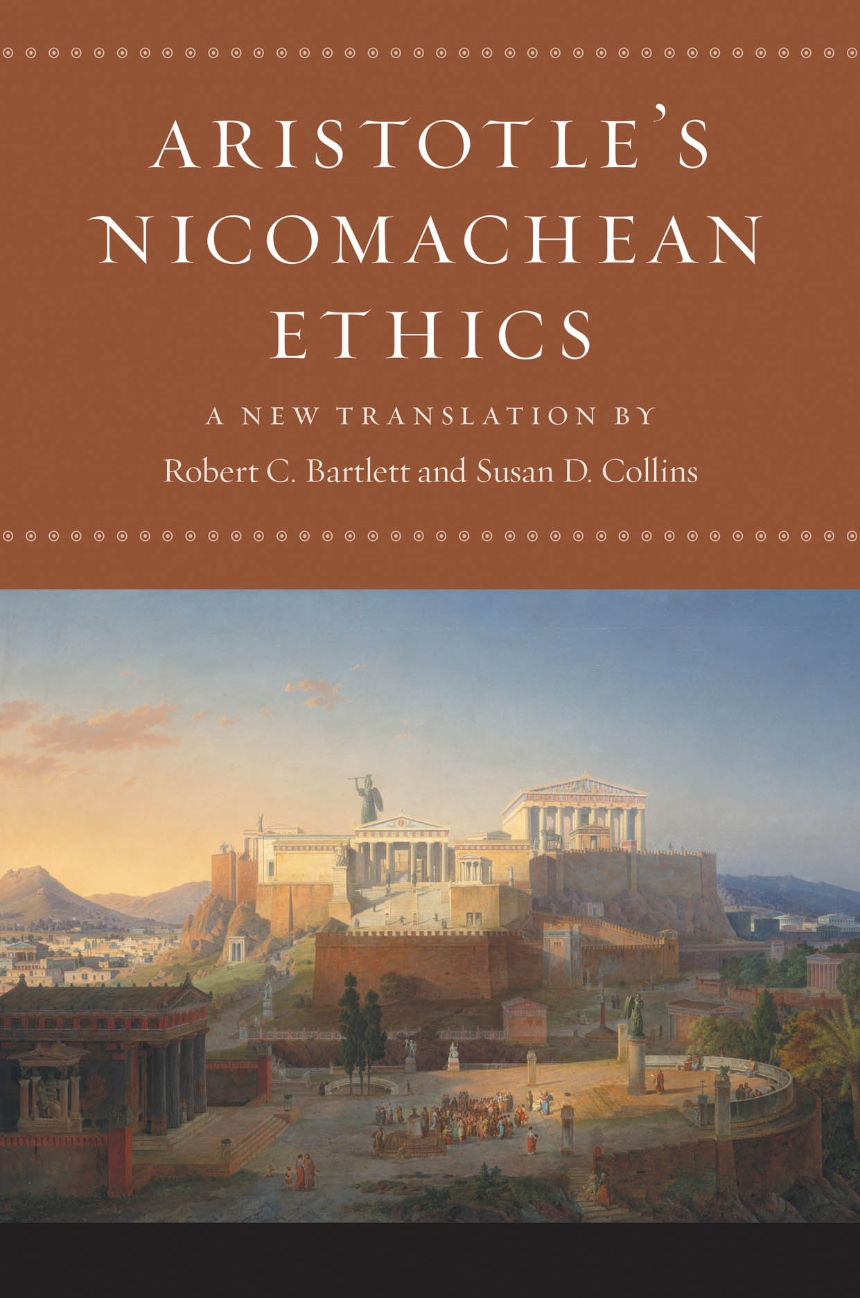 ARISTOTLE'S
NICOMACHEAN
ETHICS
A NEW TRANSLATION BY
Robert C. Bartlett and Susan D. Collins